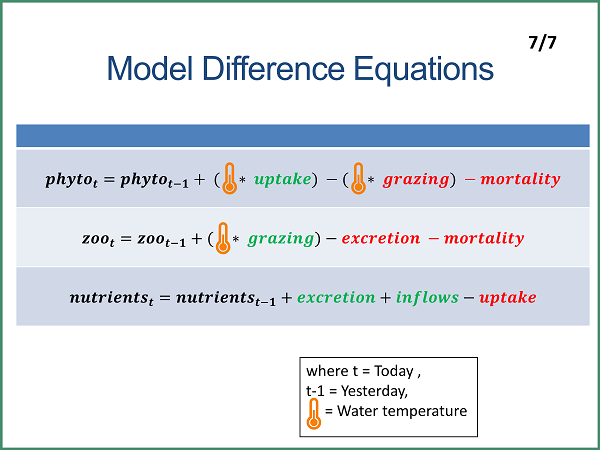 7/7
Model Difference Equations
phyto_t = phyto_{t−1} + (🌡 * uptake) − (🌡 * grazing) − mortality
zoo_t = zoo_{t−1} + (🌡 * grazing) − excretion − mortality
nutrients_t = nutrients_{t−1} + excretion + inflows − uptake
where t = Today ,
t-1 = Yesterday,
🌡 = Water temperature